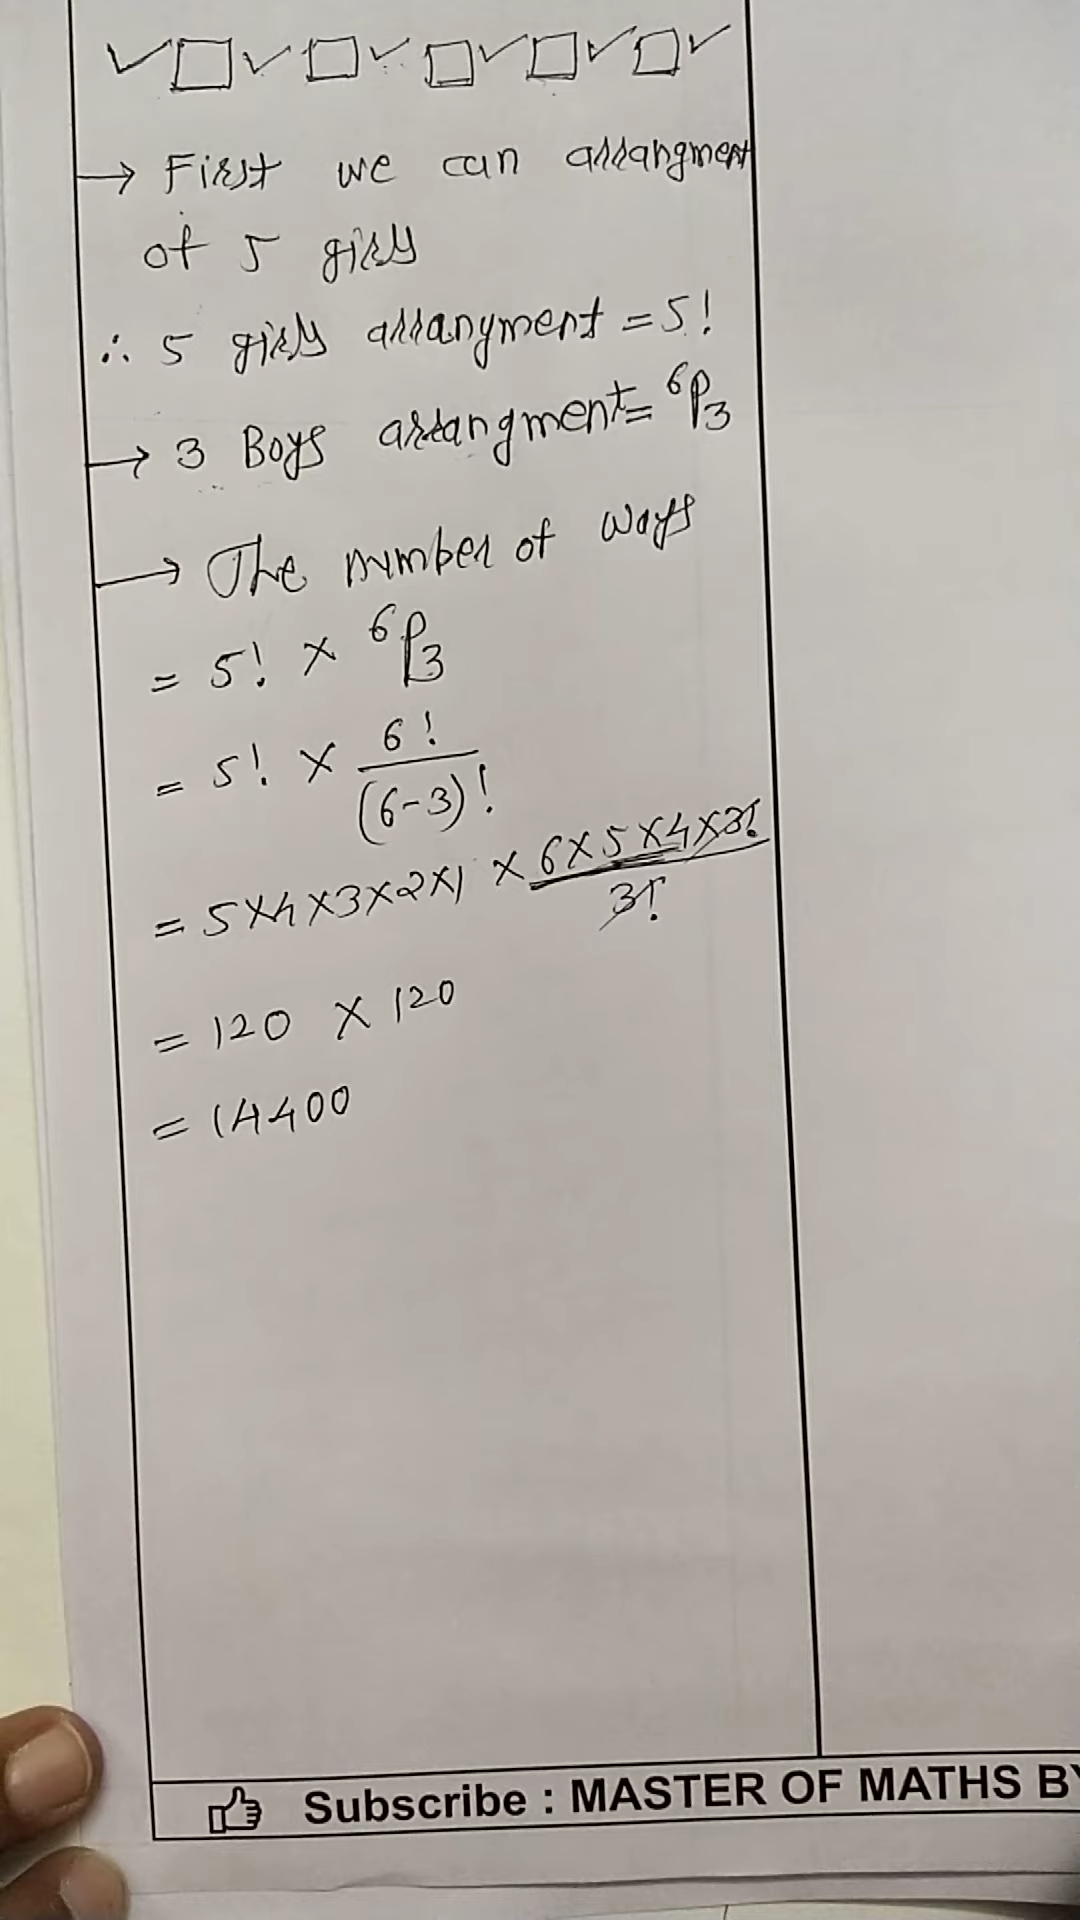 ✓□✓□✓□✓□✓□✓
→ First we can arrangment
of 5 girls
∴ 5 girls arrangment = 5!
→ 3 Boys arrangment = ⁶P₃
→ The number of ways
= 5! × ⁶P₃
= 5! × 6! / (6-3)!
= 5×4×3×2×1 × 6×5×4×3! / 3!
= 120 × 120
= 14400
Subscribe : MASTER OF MATHS BY